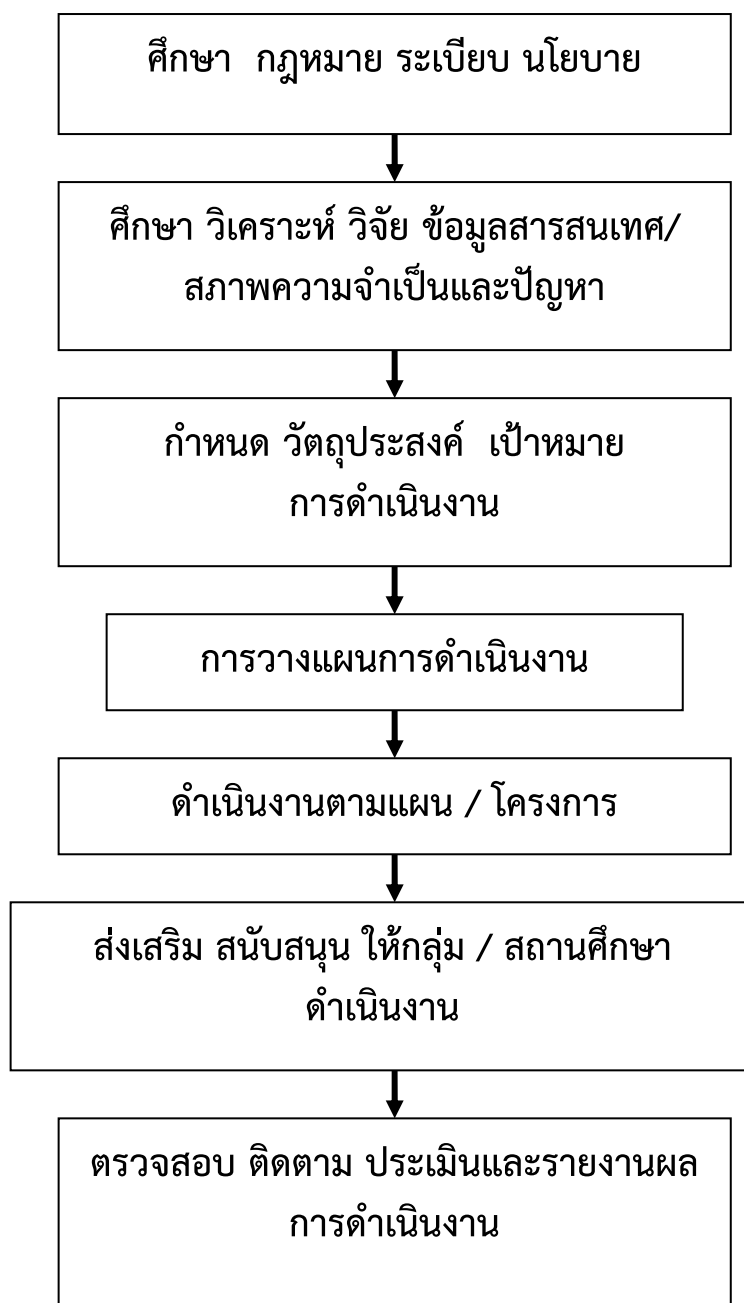 ศึกษา  กฎหมาย ระเบียบ นโยบาย
ศึกษา วิเคราะห์ วิจัย ข้อมูลสารสนเทศ/
สภาพความจำเป็นและปัญหา
กำหนด วัตถุประสงค์  เป้าหมาย
การดำเนินงาน
การวางแผนการดำเนินงาน
ดำเนินงานตามแผน / โครงการ
ส่งเสริม สนับสนุน ให้กลุ่ม / สถานศึกษา
ดำเนินงาน
ตรวจสอบ ติดตาม ประเมินและรายงานผล
การดำเนินงาน